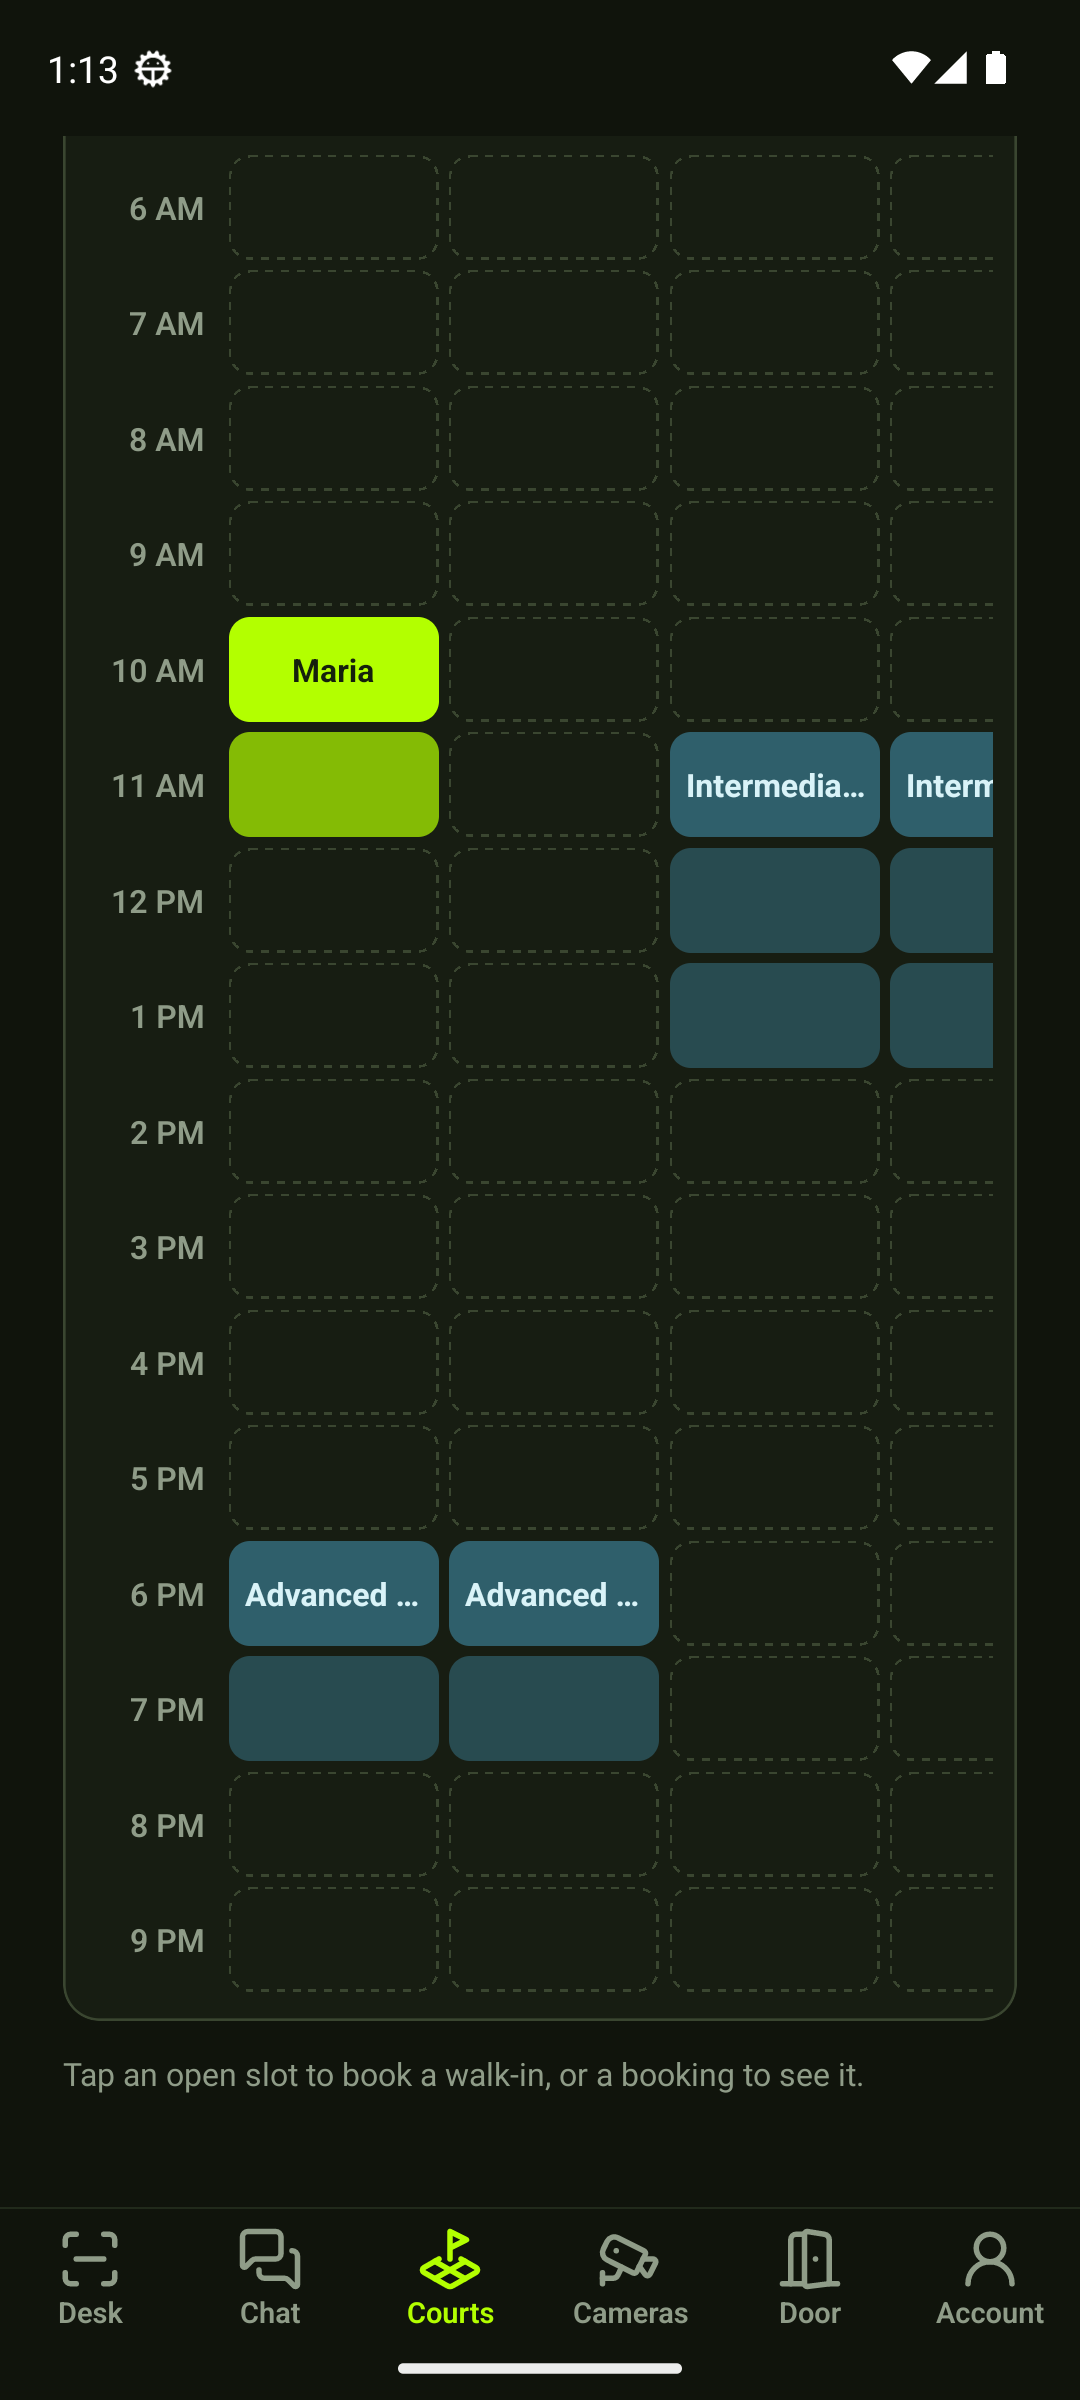 1:13
6 AM
7 AM
8 AM
9 AM
10 AM Maria
11 AM Intermedia... Interm
12 PM
1 PM
2 PM
3 PM
4 PM
5 PM
6 PM Advanced ... Advanced ...
7 PM
8 PM
9 PM
Tap an open slot to book a walk-in, or a booking to see it.
Desk Chat Courts Cameras Door Account